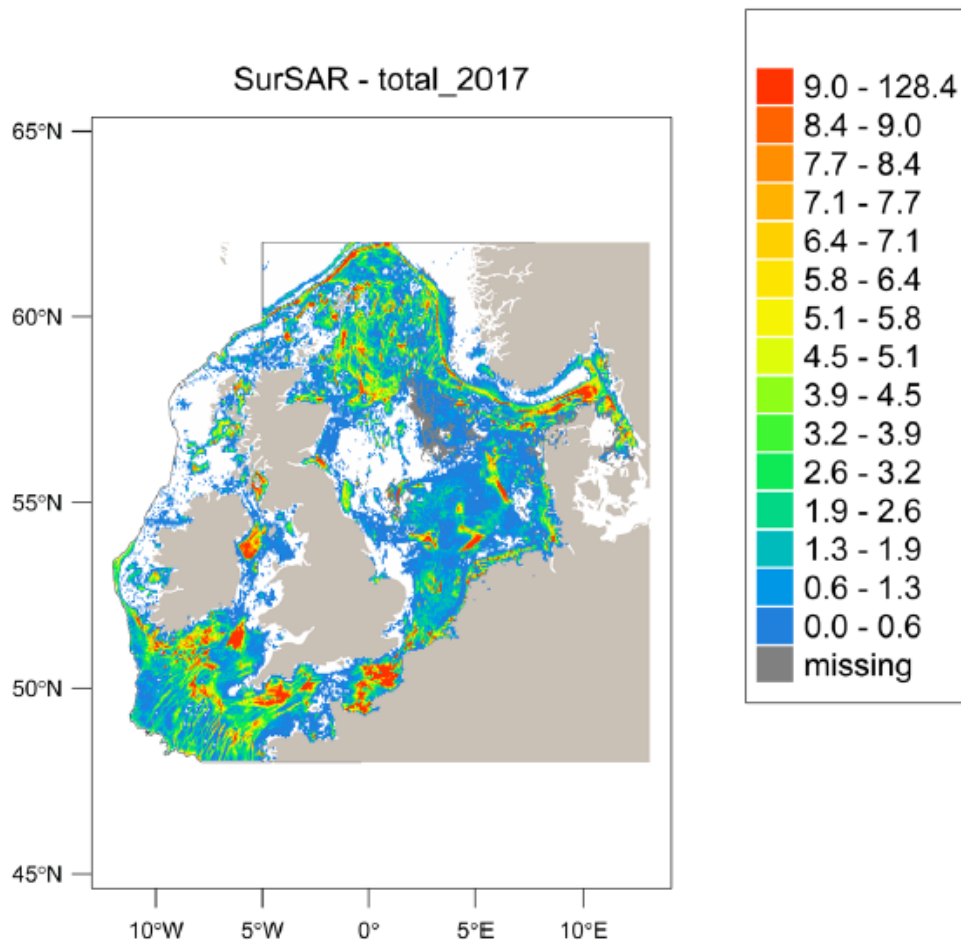 SurSAR - total_2017
65°N
60°N
55°N
50°N
45°N
10°W
5°W
0°
5°E
10°E
9.0 - 128.4
8.4 - 9.0
7.7 - 8.4
7.1 - 7.7
6.4 - 7.1
5.8 - 6.4
5.1 - 5.8
4.5 - 5.1
3.9 - 4.5
3.2 - 3.9
2.6 - 3.2
1.9 - 2.6
1.3 - 1.9
0.6 - 1.3
0.0 - 0.6
missing